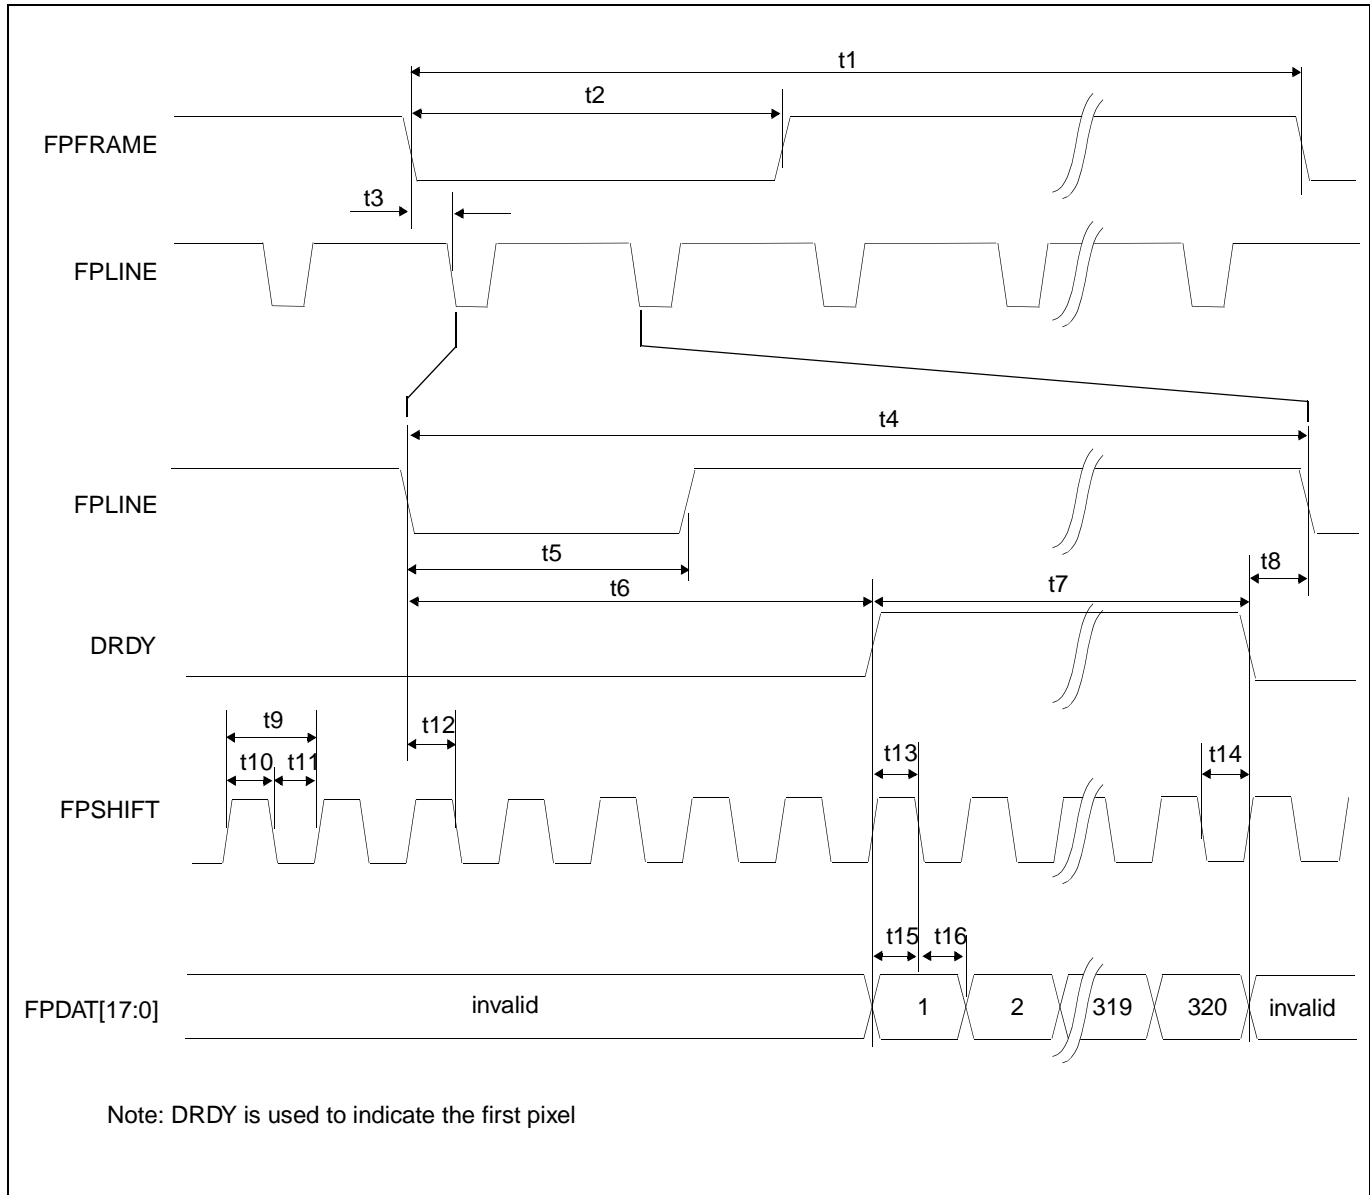 t1
t2
FPFRAME
t3
FPLINE
t4
FPLINE
t5
t6
t7
t8
DRDY
t9
t10
t11
t12
t13
t14
FPSHIFT
t15
t16
FPDAT[17:0]
invalid
1
2
319
320
invalid
Note: DRDY is used to indicate the first pixel